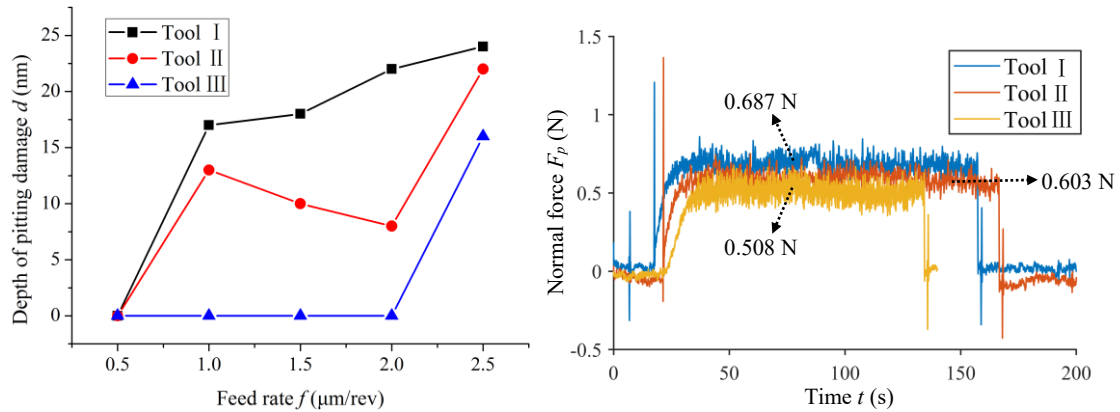 Tool Ⅰ
Tool Ⅱ
Tool Ⅲ
Depth of pitting damage d (nm)
25
20
15
10
5
0
0.5
1.0
1.5
2.0
2.5
Feed rate f (μm/rev)
Tool Ⅰ
Tool Ⅱ
Tool Ⅲ
0.687 N
0.603 N
0.508 N
Normal force Fp (N)
1.5
1
0.5
0
-0.5
0
50
100
150
200
Time t (s)